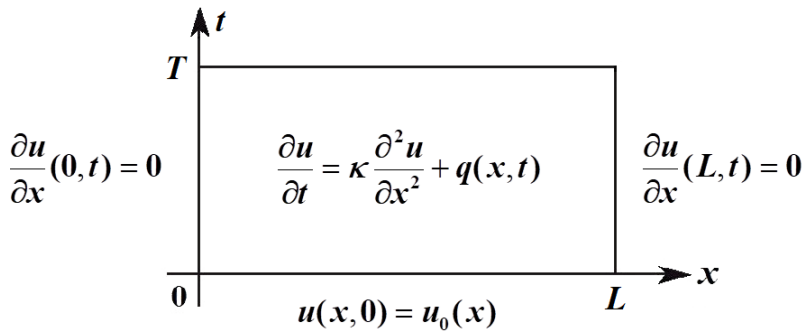 t
T
∂u/∂x (0, t) = 0
∂u/∂t = κ ∂²u/∂x² + q(x, t)
∂u/∂x (L, t) = 0
0
L
x
u(x, 0) = u₀(x)